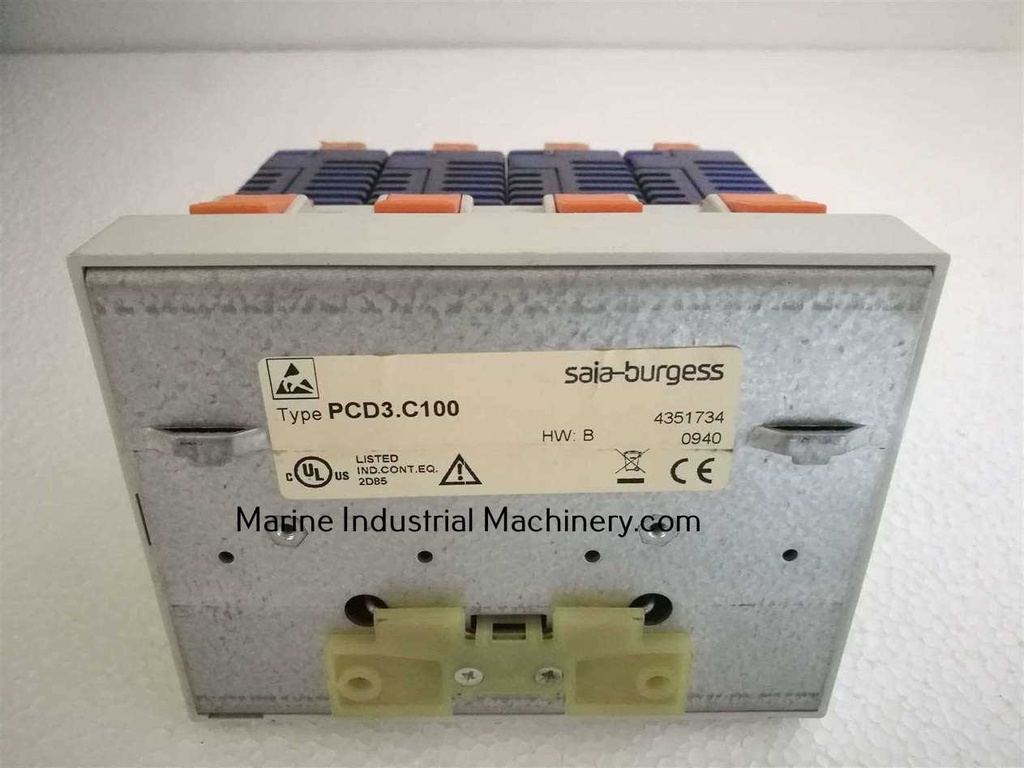 saia-burgess
Type PCD3.C100
4351734
HW: B
0940
C UL US
LISTED
IND.CONT.EQ.
2D85
CE
Marine Industrial Machinery.com